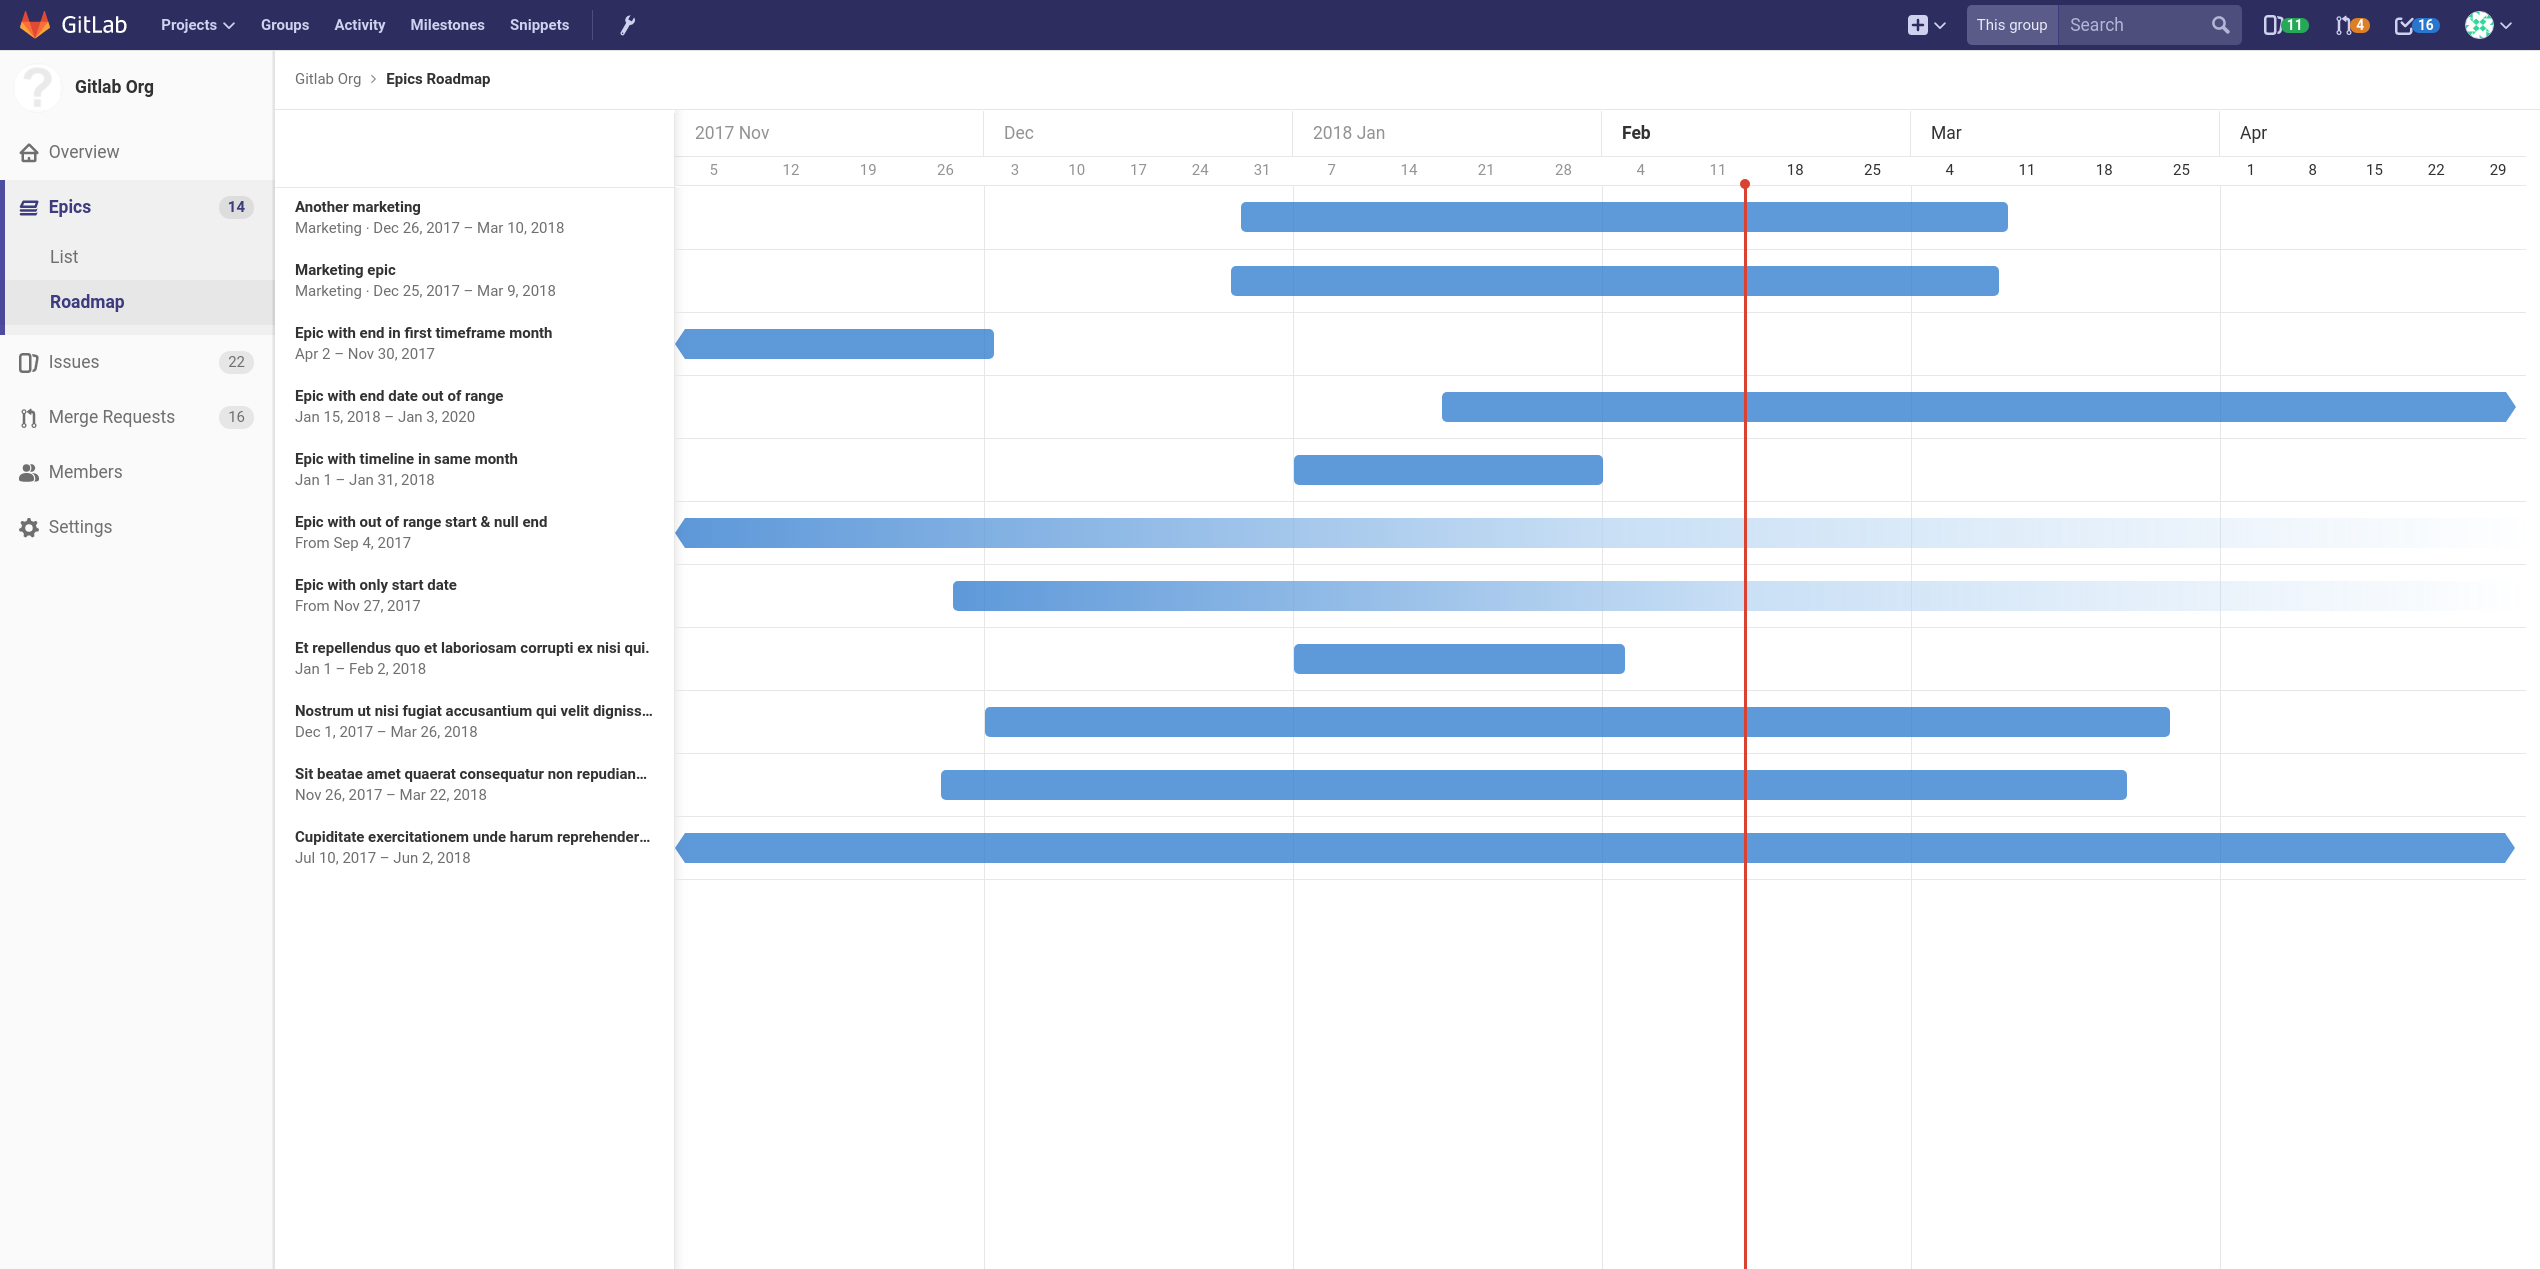 GitLab Projects Groups Activity Milestones Snippets This group Search 11 4 16
Gitlab Org
Overview
Epics 14
List
Roadmap
Issues 22
Merge Requests 16
Members
Settings
Gitlab Org > Epics Roadmap
2017 Nov Dec 2018 Jan Feb Mar Apr
5 12 19 26 3 10 17 24 31 7 14 21 28 4 11 18 25 4 11 18 25 1 8 15 22 29
Another marketing
Marketing · Dec 26, 2017 – Mar 10, 2018
Marketing epic
Marketing · Dec 25, 2017 – Mar 9, 2018
Epic with end in first timeframe month
Apr 2 – Nov 30, 2017
Epic with end date out of range
Jan 15, 2018 – Jan 3, 2020
Epic with timeline in same month
Jan 1 – Jan 31, 2018
Epic with out of range start & null end
From Sep 4, 2017
Epic with only start date
From Nov 27, 2017
Et repellendus quo et laboriosam corrupti ex nisi qui.
Jan 1 – Feb 2, 2018
Nostrum ut nisi fugiat accusantium qui velit digniss...
Dec 1, 2017 – Mar 26, 2018
Sit beatae amet quaerat consequatur non repudian...
Nov 26, 2017 – Mar 22, 2018
Cupiditate exercitationem unde harum reprehender...
Jul 10, 2017 – Jun 2, 2018